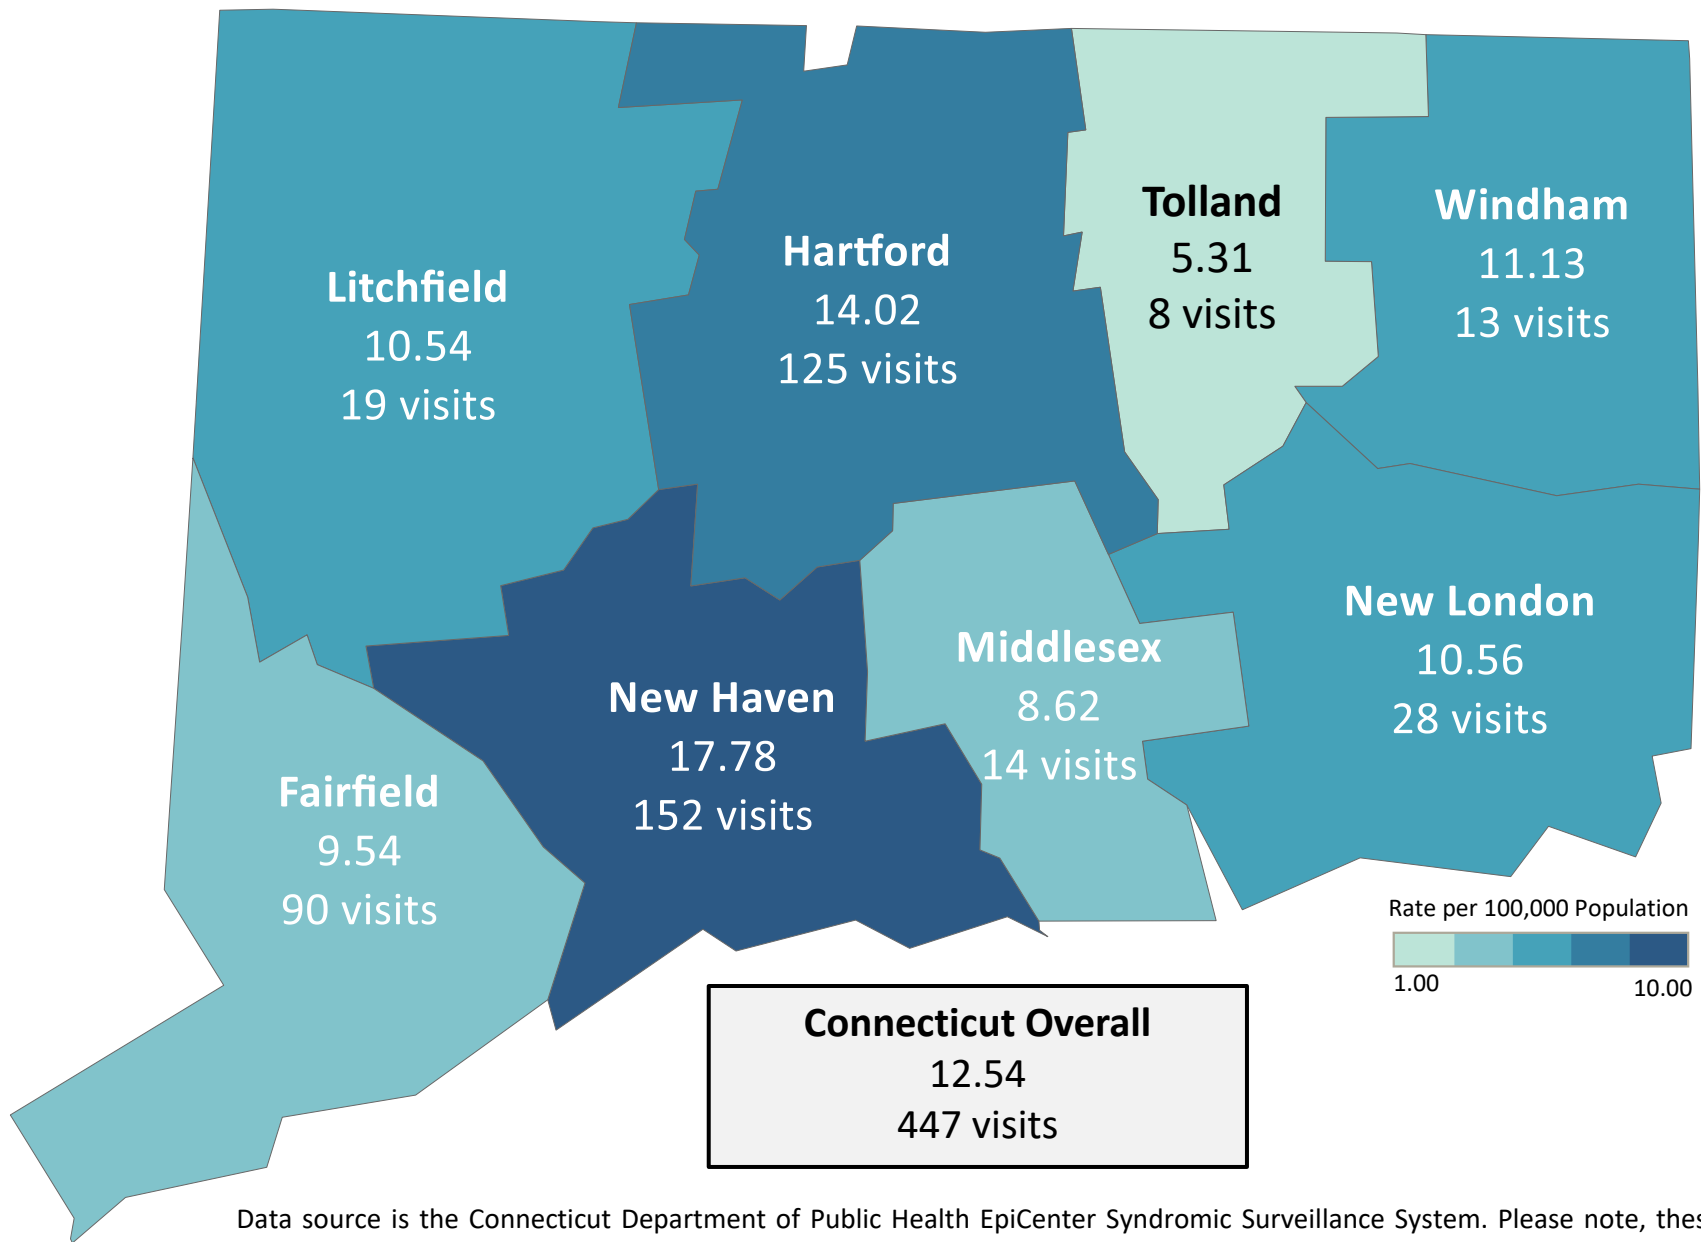 Litchfield
10.54
19 visits
Hartford
14.02
125 visits
Tolland
5.31
8 visits
Windham
11.13
13 visits
Fairfield
9.54
90 visits
New Haven
17.78
152 visits
Middlesex
8.62
14 visits
New London
10.56
28 visits
Rate per 100,000 Population
1.00
10.00
Connecticut Overall
12.54
447 visits
Data source is the Connecticut Department of Public Health EpiCenter Syndromic Surveillance System. Please note, thes